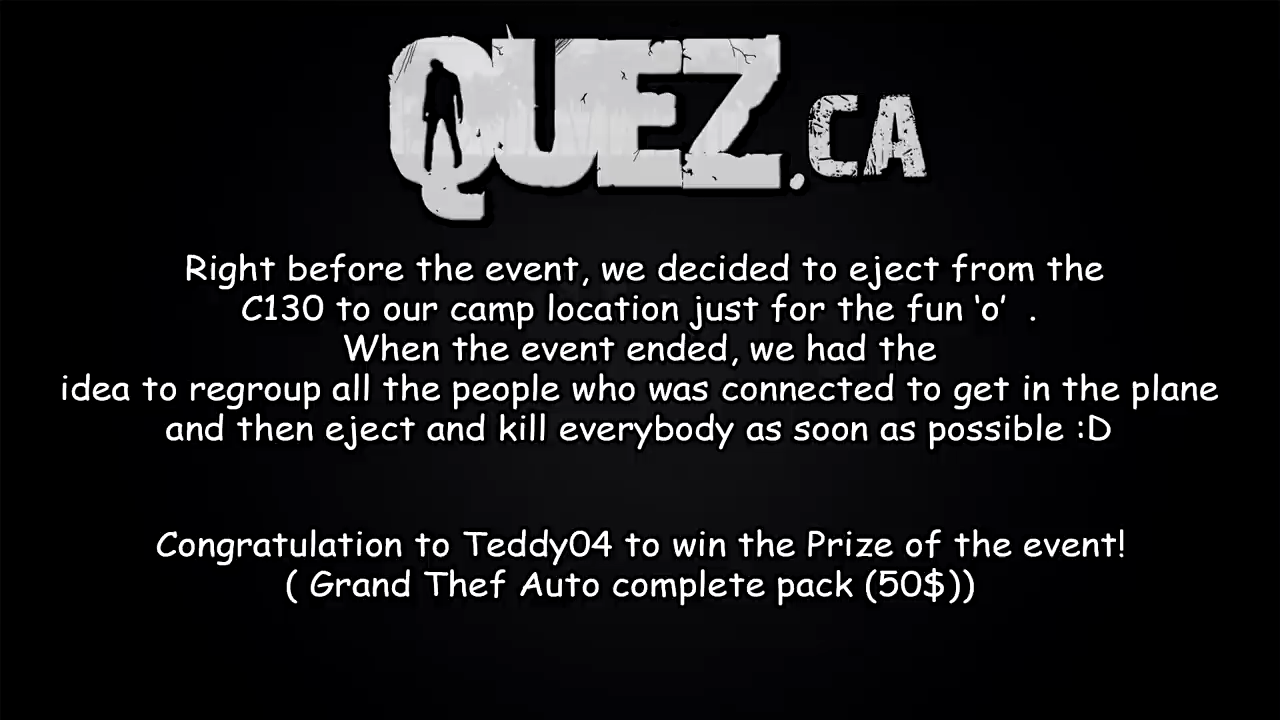 QUEZ.CA
Right before the event, we decided to eject from the
C130 to our camp location just for the fun ‘o’ .
When the event ended, we had the
idea to regroup all the people who was connected to get in the plane
and then eject and kill everybody as soon as possible :D
Congratulation to Teddy04 to win the Prize of the event!
( Grand Thef Auto complete pack (50$))